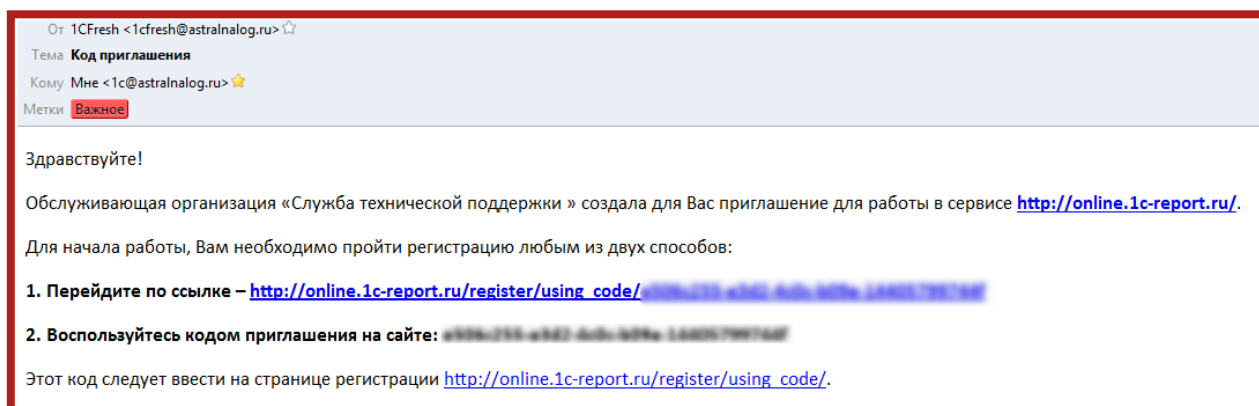 От 1CFresh <1cfresh@astralnalog.ru>
Тема Код приглашения
Кому Мне <1c@astralnalog.ru>
Метки Важное
Здравствуйте!
Обслуживающая организация «Служба технической поддержки » создала для Вас приглашение для работы в сервисе http://online.1c-report.ru/.
Для начала работы, Вам необходимо пройти регистрацию любым из двух способов:
1. Перейдите по ссылке – http://online.1c-report.ru/register/using_code/
2. Воспользуйтесь кодом приглашения на сайте:
Этот код следует ввести на странице регистрации http://online.1c-report.ru/register/using_code/.